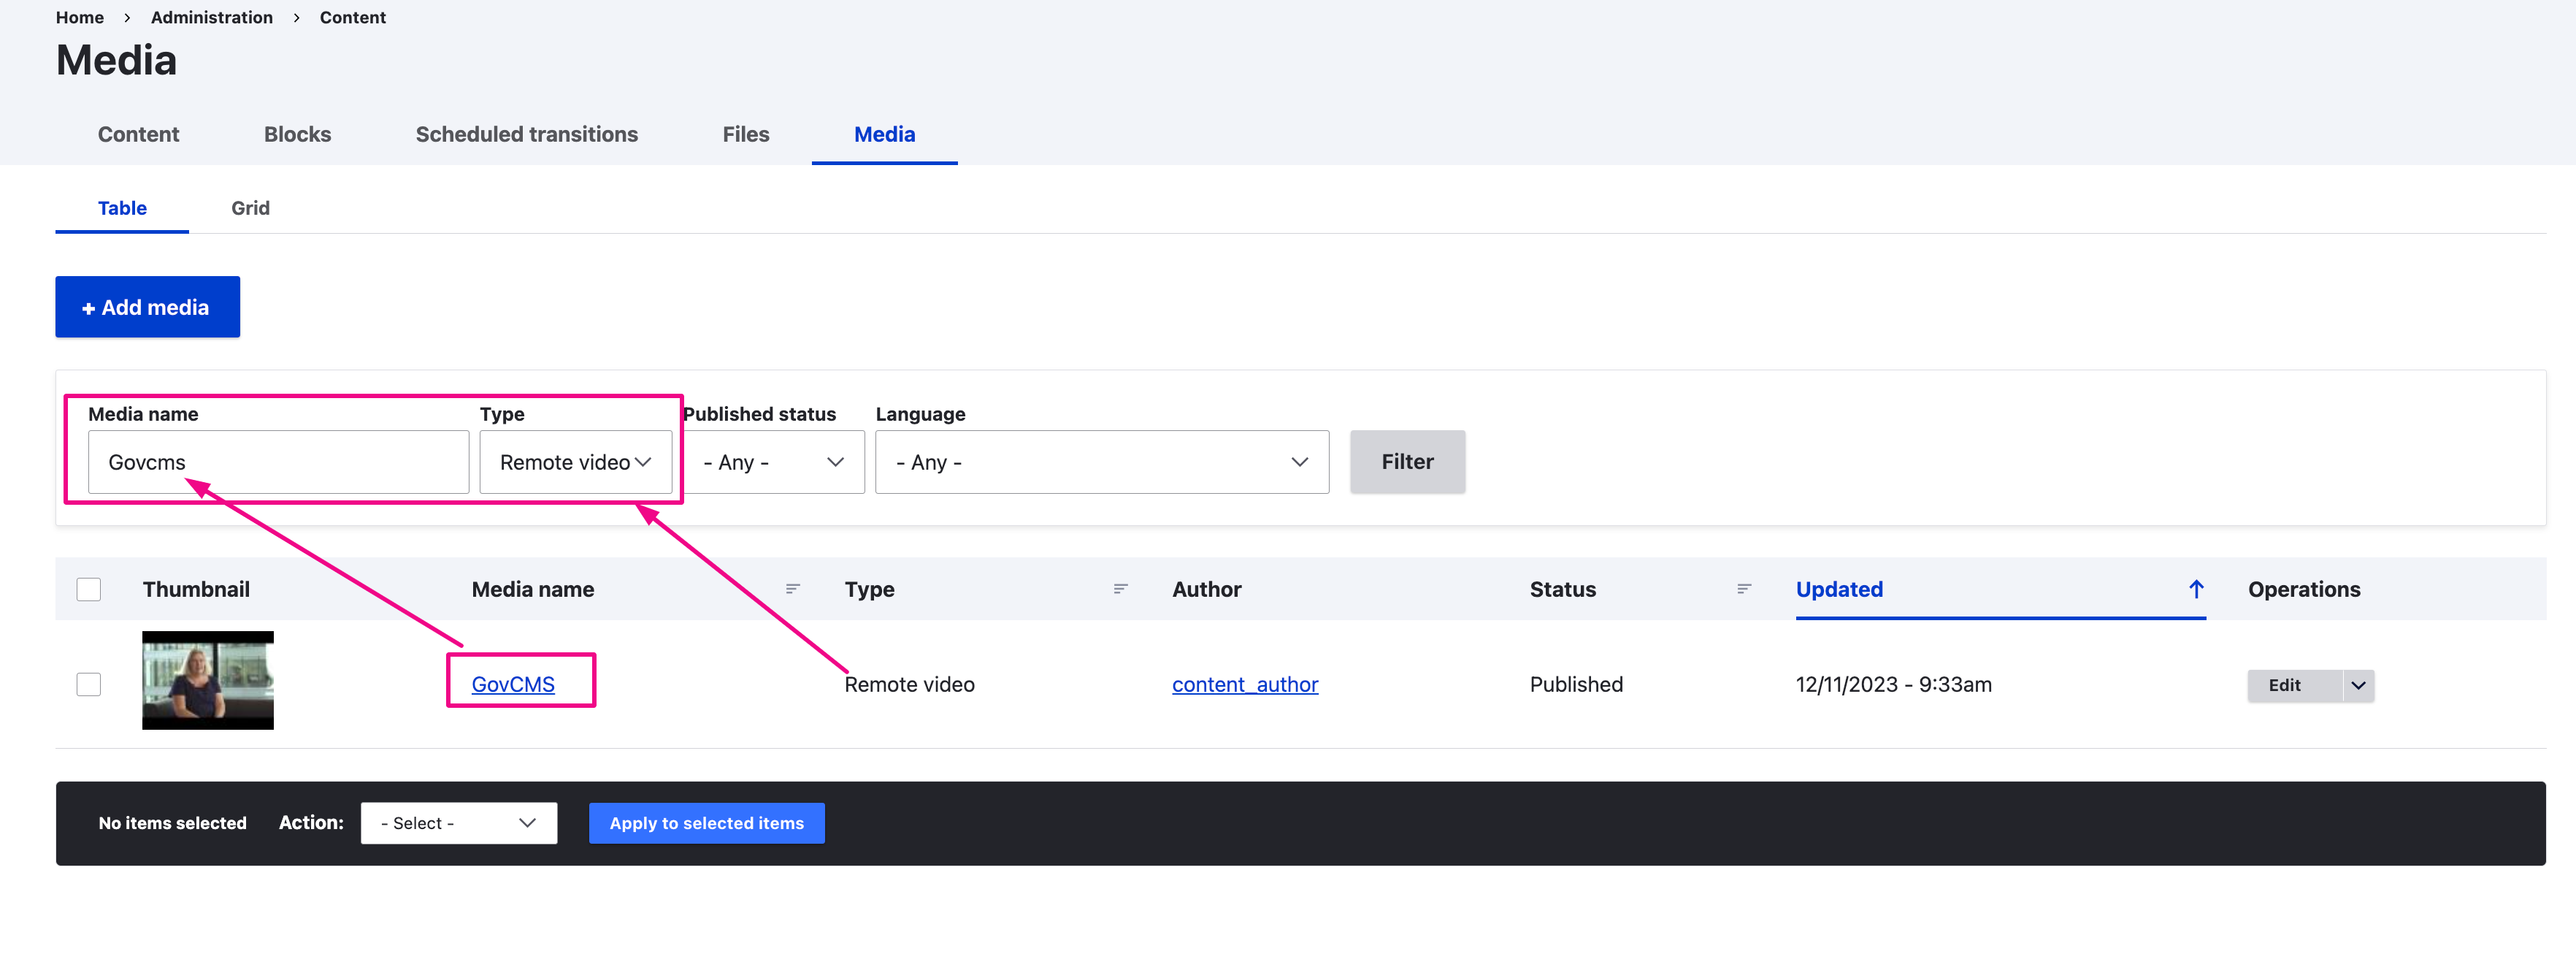 Home > Administration > Content
Media
Content Blocks Scheduled transitions Files Media
Table Grid
+ Add media
Media name Type Published status Language
Govcms Remote video - Any - - Any - Filter
Thumbnail Media name Type Author Status Updated Operations
GovCMS Remote video content_author Published 12/11/2023 - 9:33am Edit
No items selected Action: - Select - Apply to selected items